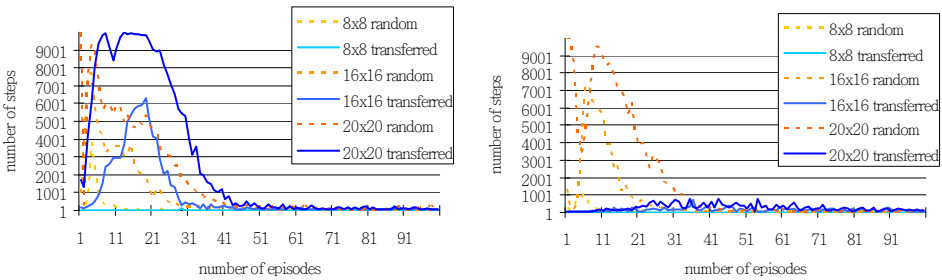 8x8 random
8x8 transferred
16x16 random
16x16 transferred
20x20 random
20x20 transferred
number of steps
9001
8001
7001
6001
5001
4001
3001
2001
1001
1
1 11 21 31 41 51 61 71 81 91
number of episodes
8x8 random
8x8 transferred
16x16 random
16x16 transferred
20x20 random
20x20 transferred
number of steps
9001
8001
7001
6001
5001
4001
3001
2001
1001
1
1 11 21 31 41 51 61 71 81 91
number of episodes